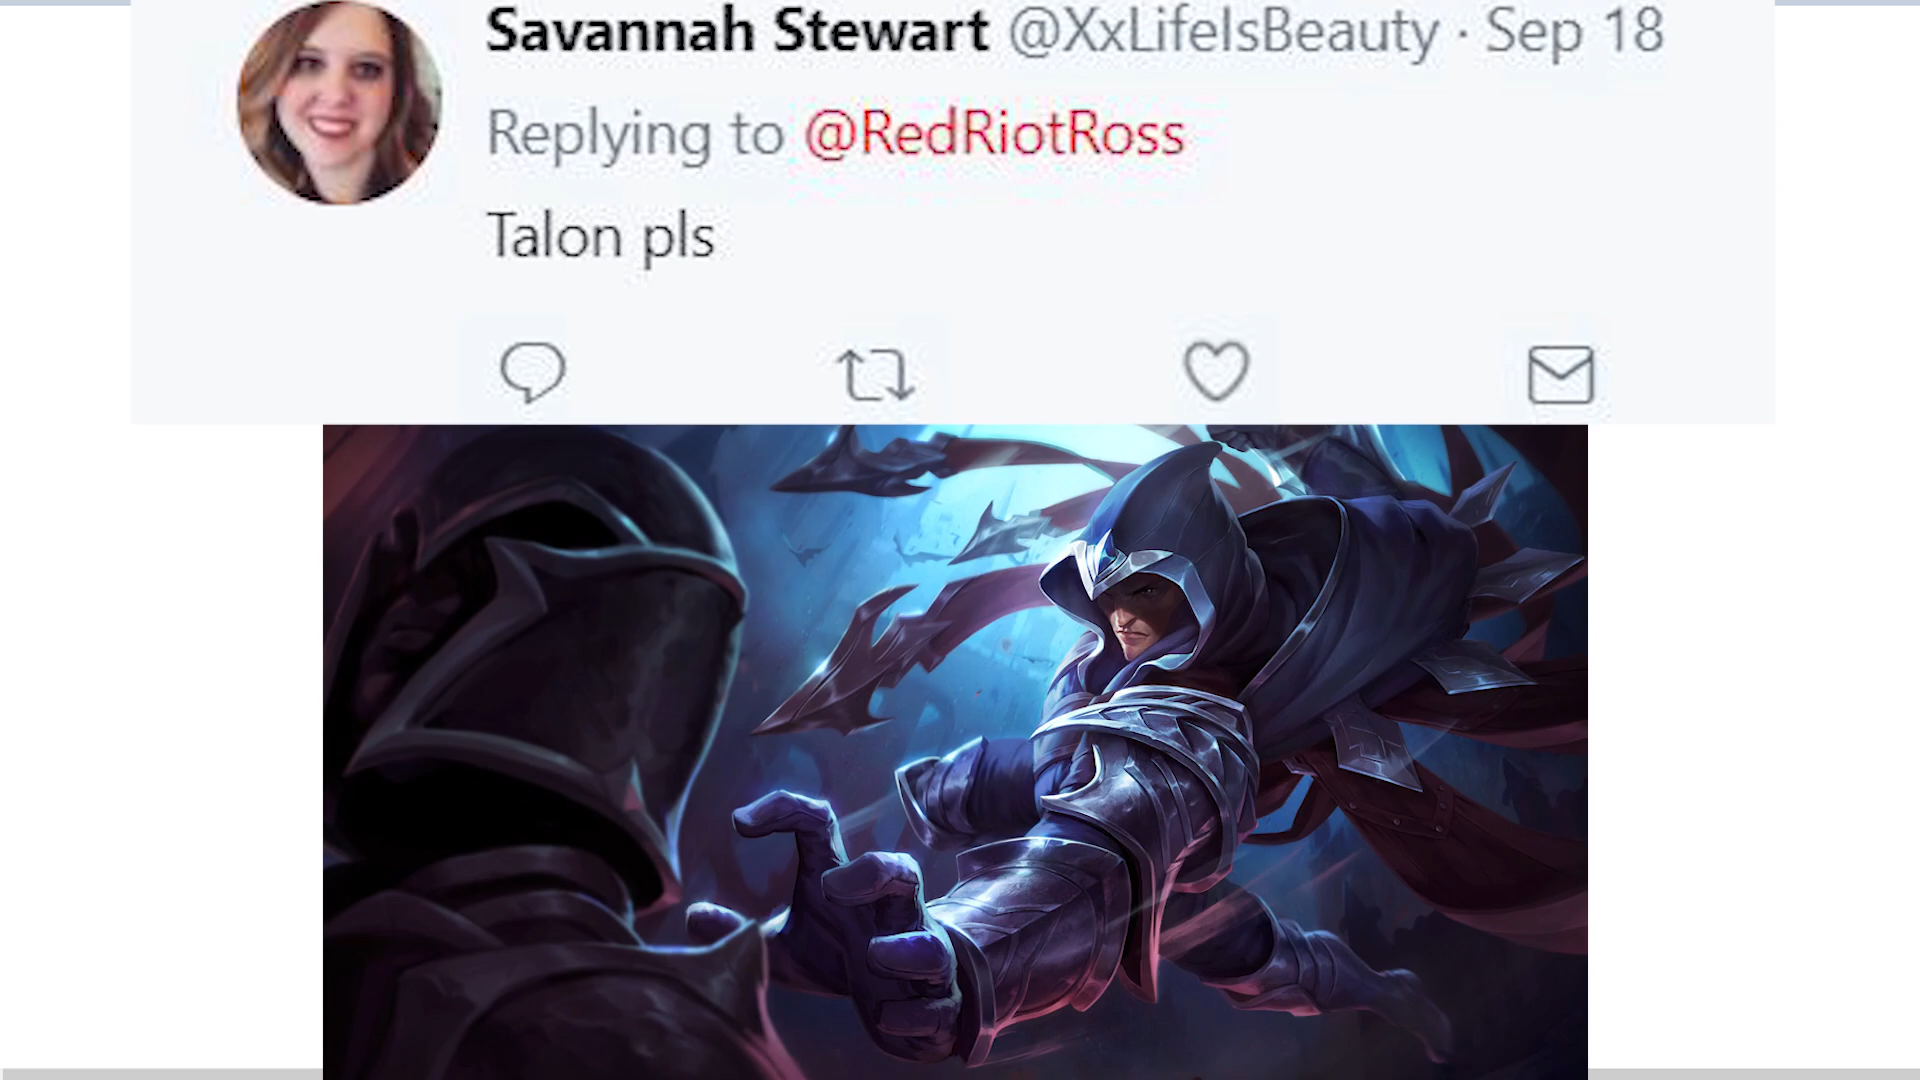 Savannah Stewart @XxLifeIsBeauty · Sep 18
Replying to @RedRiotRoss
Talon pls